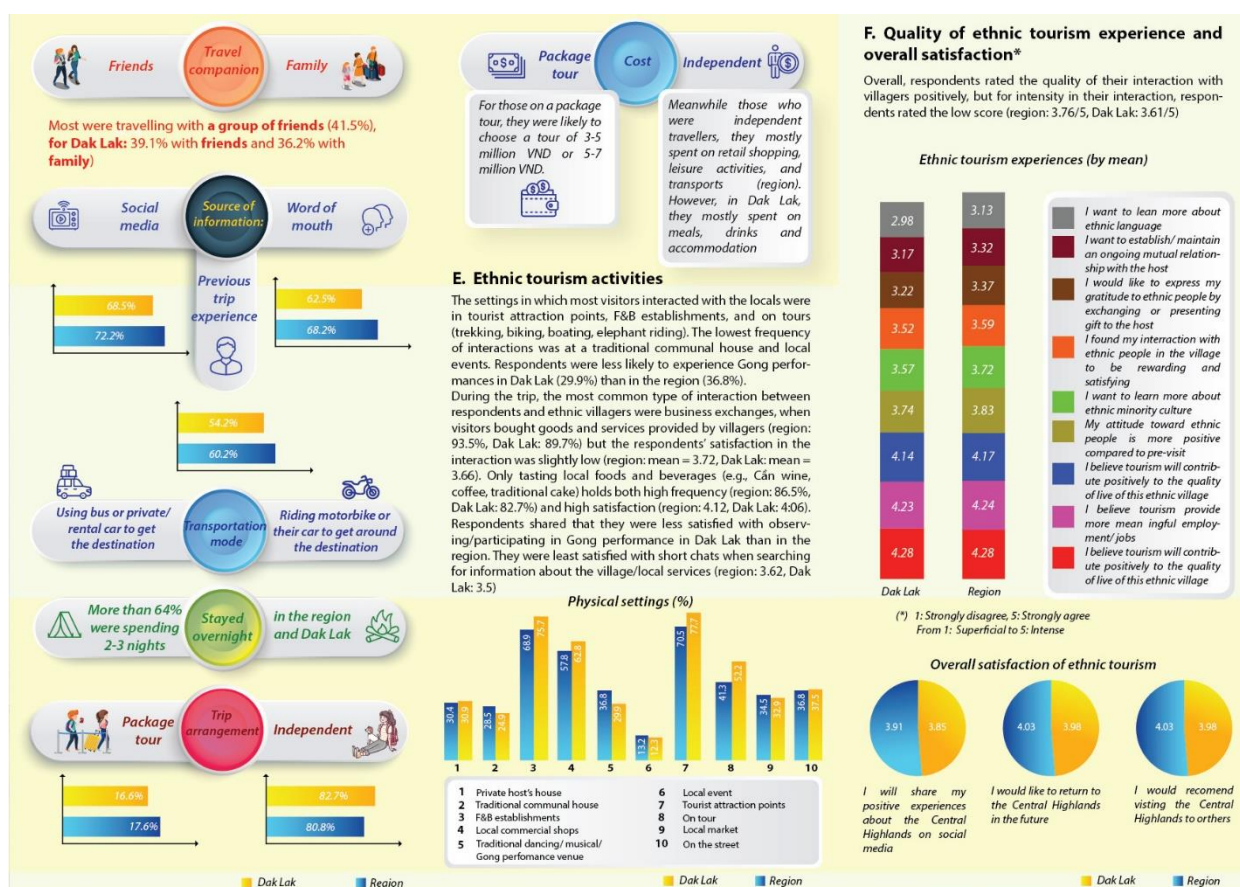 Friends
Travel
companion
Family
Most were travelling with a group of friends (41.5%),
for Dak Lak: 39.1% with friends and 36.2% with
family)
Social
media
Source of
information:
Word of
mouth
Previous
trip
experience
68.5%
72.2%
62.5%
68.2%
54.2%
60.2%
Using bus or private/
rental car to get
the destination
Transportation
mode
Riding motorbike or
their car to get around
the destination
More than 64%
were spending
2-3 nights
Stayed
overnight
in the region
and Dak Lak
Package
tour
Trip
arrangement
Independent
16.6%
17.6%
82.7%
80.8%
Dak Lak
Region
Package
tour
Cost
Independent
For those on a package
tour, they were likely to
choose a tour of 3-5
million VND or 5-7
million VND.
Meanwhile those who
were independent
travellers, they mostly
spent on retail shopping,
leisure activities, and
transports (region).
However, in Dak Lak,
they mostly spent on
meals, drinks and
accommodation
E. Ethnic tourism activities
The settings in which most visitors interacted with the locals were
in tourist attraction points, F&B establishments, and on tours
(trekking, biking, boating, elephant riding). The lowest frequency
of interactions was at a traditional communal house and local
events. Respondents were less likely to experience Gong perfor-
mances in Dak Lak (29.9%) than in the region (36.8%).
During the trip, the most common type of interaction between
respondents and ethnic villagers were business exchanges, when
visitors bought goods and services provided by villagers (region:
93.5%, Dak Lak: 89.7%) but the respondents' satisfaction in the
interaction was slightly low (region: mean = 3.72, Dak Lak: mean =
3.66). Only tasting local foods and beverages (e.g., Cần wine,
coffee, traditional cake) holds both high frequency (region: 86.5%,
Dak Lak: 82.7%) and high satisfaction (region: 4.12, Dak Lak: 4:06).
Respondents shared that they were less satisfied with observ-
ing/participating in Gong performance in Dak Lak than in the
region. They were least satisfied with short chats when searching
for information about the village/local services (region: 3.62, Dak
Lak: 3.5)
Physical settings (%)
30.4 30.9 28.5 24.9 68.9 75.7 57.8 62.8 36.8 29.9 13.2 12.3 70.5 77.7 41.3 52.2 34.5 32.9 36.8 37.5
1 2 3 4 5 6 7 8 9 10
1 Private host's house
2 Traditional communal house
3 F&B establishments
4 Local commercial shops
5 Traditional dancing/ musical/
Gong perfomance venue
6 Local event
7 Tourist attraction points
8 On tour
9 Local market
10 On the street
Dak Lak
Region
F. Quality of ethnic tourism experience and
overall satisfaction*
Overall, respondents rated the quality of their interaction with
villagers positively, but for intensity in their interaction, respon-
dents rated the low score (region: 3.76/5, Dak Lak: 3.61/5)
Ethnic tourism experiences (by mean)
2.98 3.13
3.17 3.32
3.22 3.37
3.52 3.59
3.57 3.72
3.74 3.83
4.14 4.17
4.23 4.24
4.28 4.28
Dak Lak Region
I want to lean more about
ethnic language
I want to establish/ maintain
an ongoing mutual relation-
ship with the host
I would like to express my
gratitude to ethnic people by
exchanging or presenting
gift to the host
I found my interraction with
ethnic people in the village
to be rewarding and
satisfying
I want to learn more about
ethnic minority culture
My attitude toward ethnic
people is more positive
compared to pre-visit
I believe tourism will contrib-
ute positively to the quality
of live of this ethnic village
I believe tourism provide
more mean ingful employ-
ment/ jobs
I believe tourism will contrib-
ute positively to the quality
of live of this ethnic village
(*) 1: Strongly disagree, 5: Strongly agree
From 1: Superficial to 5: Intense
Overall satisfaction of ethnic tourism
3.91 3.85
4.03 3.98
4.03 3.98
I will share my
positive experiences
about the Central
Highlands on social
media
I would like to return to
the Central Highlands
in the future
I would recomend
visting the Central
Highlands to orthers
Dak Lak
Region